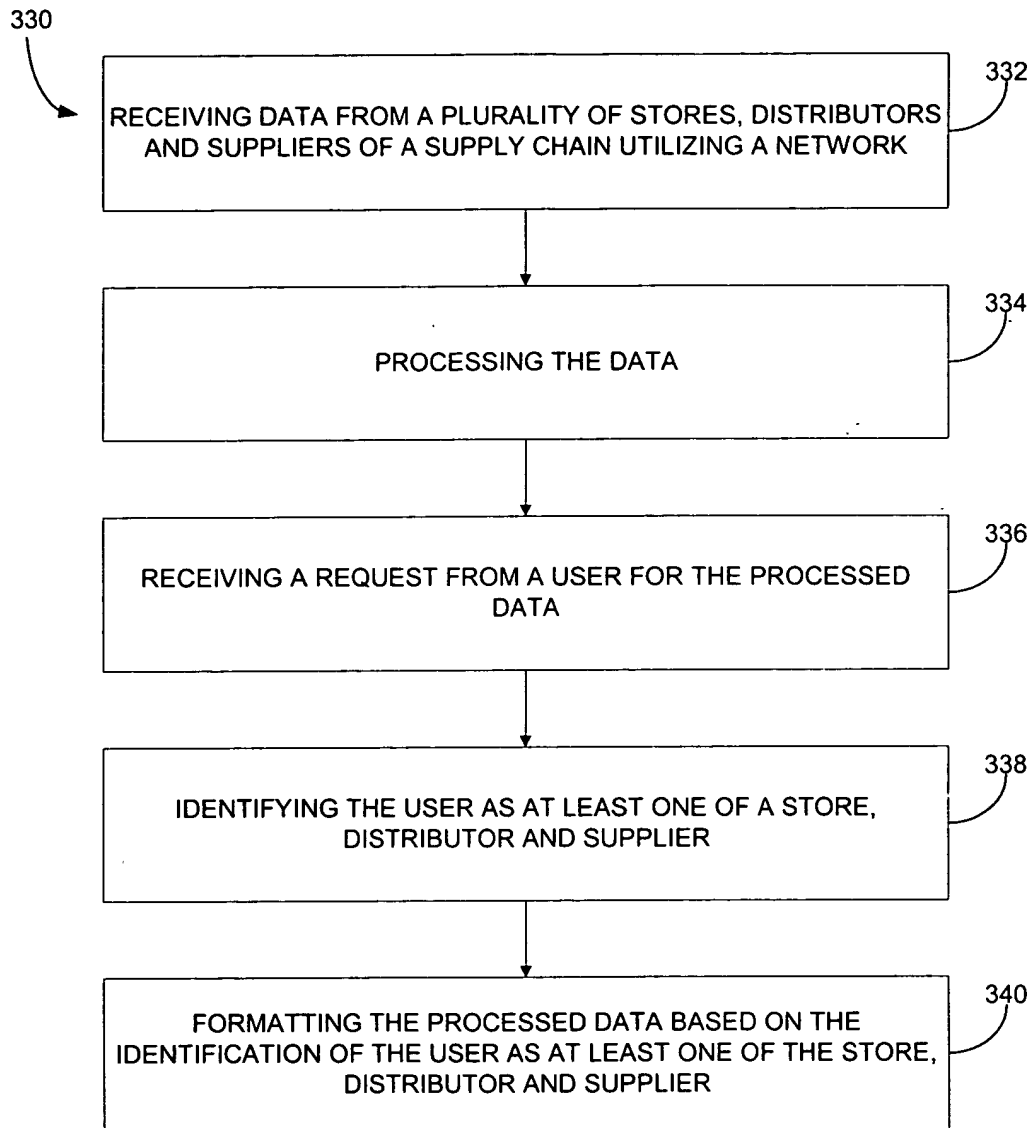 330
332
RECEIVING DATA FROM A PLURALITY OF STORES, DISTRIBUTORS
AND SUPPLIERS OF A SUPPLY CHAIN UTILIZING A NETWORK
334
PROCESSING THE DATA
336
RECEIVING A REQUEST FROM A USER FOR THE PROCESSED
DATA
338
IDENTIFYING THE USER AS AT LEAST ONE OF A STORE,
DISTRIBUTOR AND SUPPLIER
340
FORMATTING THE PROCESSED DATA BASED ON THE
IDENTIFICATION OF THE USER AS AT LEAST ONE OF THE STORE,
DISTRIBUTOR AND SUPPLIER